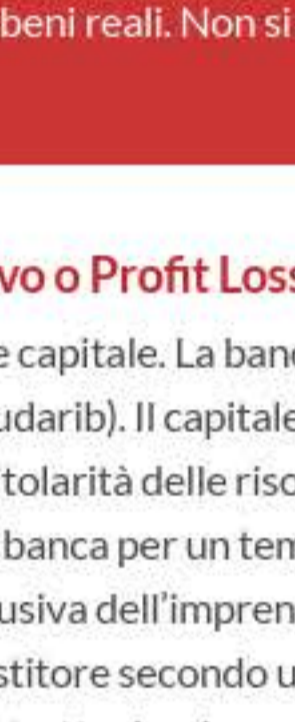 beni reali. Non si
vo o Profit Loss
e capitale. La banc
udarib). Il capitale
tolarità delle riso
banca per un tem
usiva dell'impren
stitore secondo u